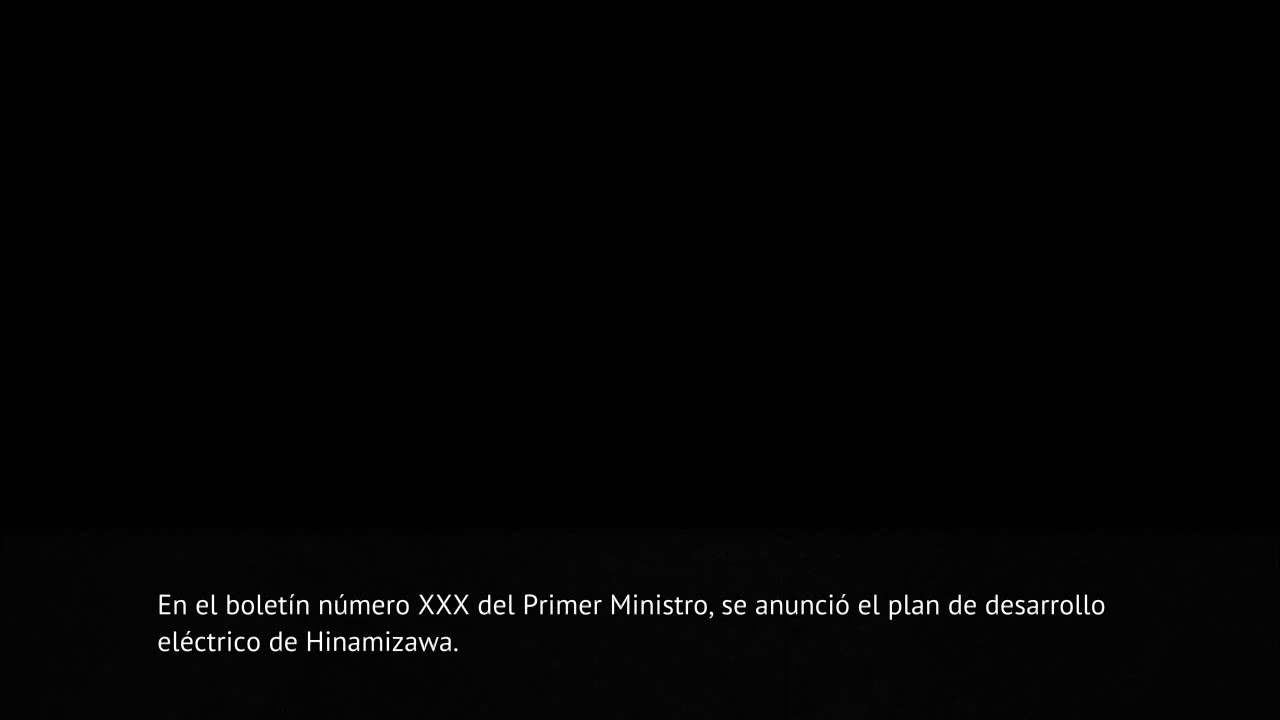 En el boletín número XXX del Primer Ministro, se anunció el plan de desarrollo
eléctrico de Hinamizawa.